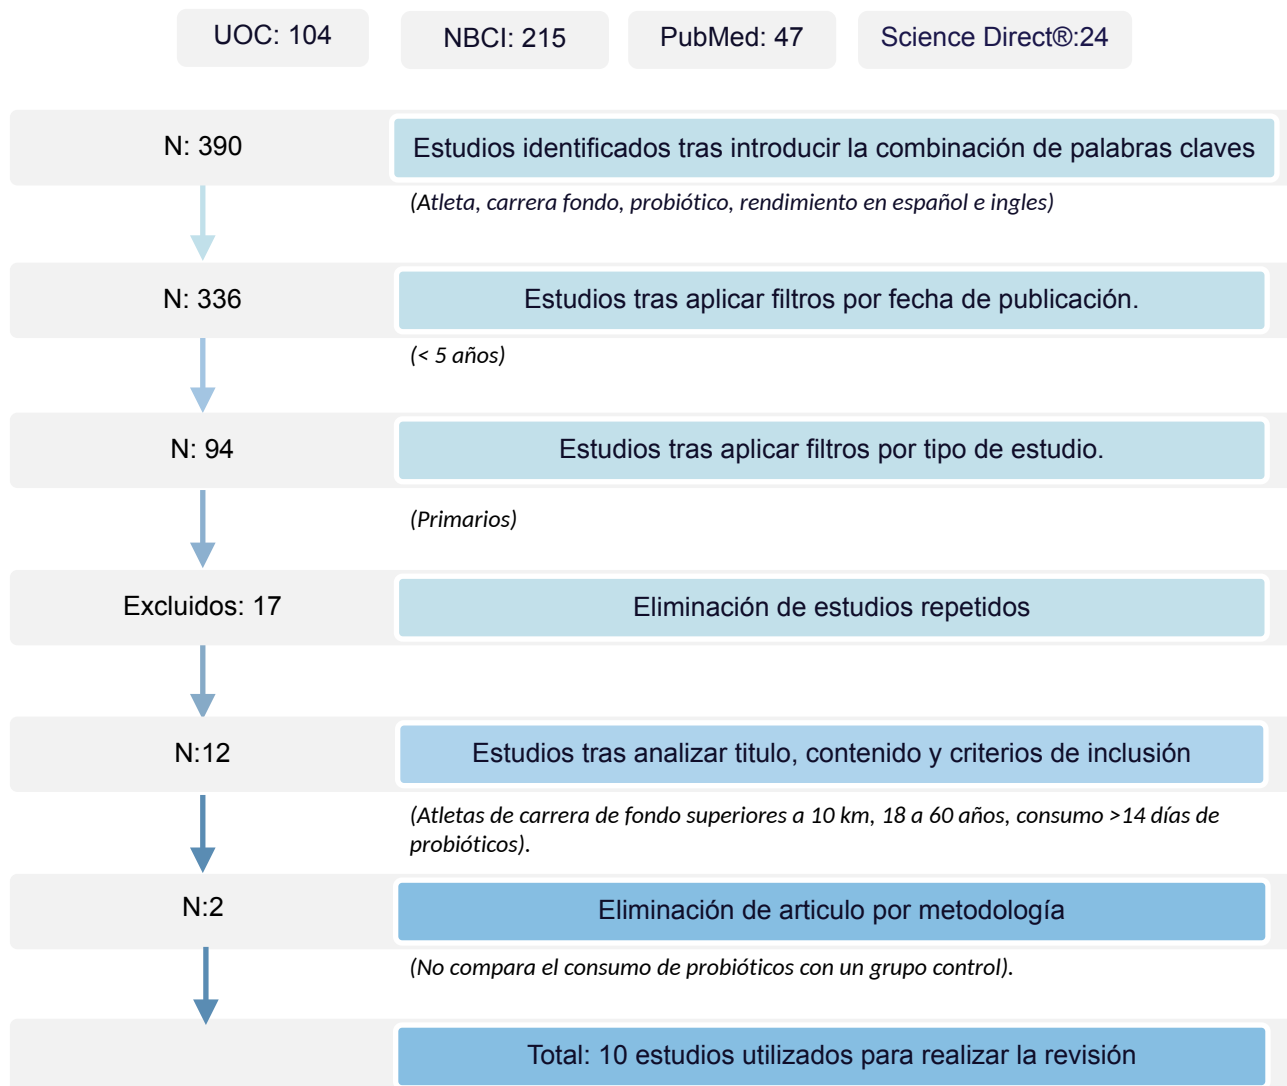 UOC: 104
NBCI: 215
PubMed: 47
Science Direct®:24
N: 390
Estudios identificados tras introducir la combinación de palabras claves
(Atleta, carrera fondo, probiótico, rendimiento en español e ingles)
N: 336
Estudios tras aplicar filtros por fecha de publicación.
(< 5 años)
N: 94
Estudios tras aplicar filtros por tipo de estudio.
(Primarios)
Excluidos: 17
Eliminación de estudios repetidos
N:12
Estudios tras analizar titulo, contenido y criterios de inclusión
(Atletas de carrera de fondo superiores a 10 km, 18 a 60 años, consumo >14 días de
probióticos).
N:2
Eliminación de articulo por metodología
(No compara el consumo de probióticos con un grupo control).
Total: 10 estudios utilizados para realizar la revisión